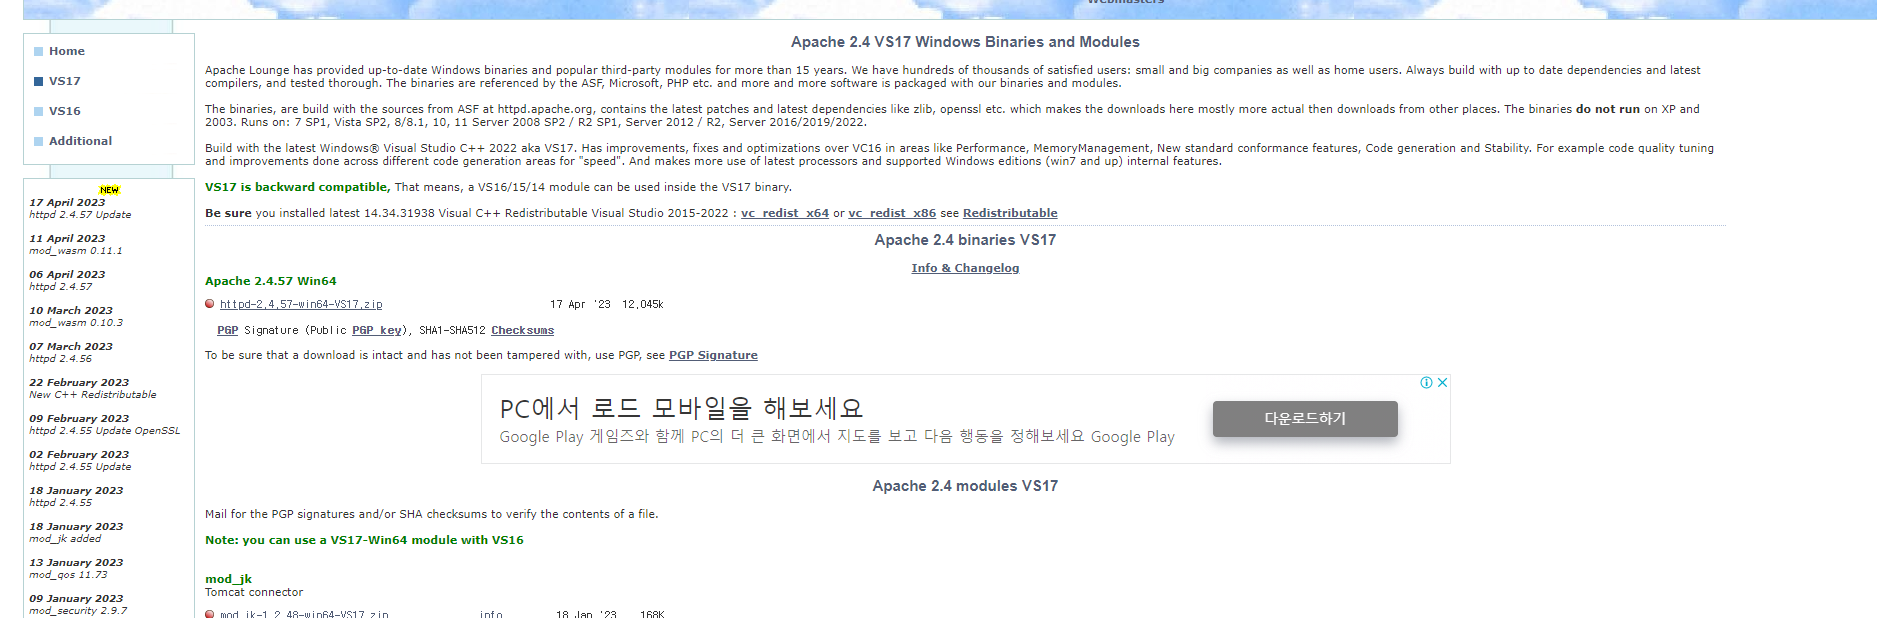 Webmasters
Home
VS17
VS16
Additional
NEW
17 April 2023
httpd 2.4.57 Update
11 April 2023
mod_wasm 0.11.1
06 April 2023
httpd 2.4.57
10 March 2023
mod_wasm 0.10.3
07 March 2023
httpd 2.4.56
22 February 2023
New C++ Redistributable
09 February 2023
httpd 2.4.55 Update OpenSSL
02 February 2023
httpd 2.4.55 Update
18 January 2023
httpd 2.4.55
18 January 2023
mod_jk added
13 January 2023
mod_qos 11.73
09 January 2023
mod_security 2.9.7
Apache 2.4 VS17 Windows Binaries and Modules
Apache Lounge has provided up-to-date Windows binaries and popular third-party modules for more than 15 years. We have hundreds of thousands of satisfied users: small and big companies as well as home users. Always build with up to date dependencies and latest
compilers, and tested thorough. The binaries are referenced by the ASF, Microsoft, PHP etc. and more and more software is packaged with our binaries and modules.
The binaries, are build with the sources from ASF at httpd.apache.org, contains the latest patches and latest dependencies like zlib, openssl etc. which makes the downloads here mostly more actual then downloads from other places. The binaries do not run on XP and
2003. Runs on: 7 SP1, Vista SP2, 8/8.1, 10, 11 Server 2008 SP2 / R2 SP1, Server 2012 / R2, Server 2016/2019/2022.
Build with the latest Windows® Visual Studio C++ 2022 aka VS17. Has improvements, fixes and optimizations over VC16 in areas like Performance, MemoryManagement, New standard conformance features, Code generation and Stability. For example code quality tuning
and improvements done across different code generation areas for "speed". And makes more use of latest processors and supported Windows editions (win7 and up) internal features.
VS17 is backward compatible, That means, a VS16/15/14 module can be used inside the VS17 binary.
Be sure you installed latest 14.34.31938 Visual C++ Redistributable Visual Studio 2015-2022 : vc_redist_x64 or vc_redist_x86 see Redistributable
Apache 2.4 binaries VS17
Info & Changelog
Apache 2.4.57 Win64
httpd-2.4.57-win64-VS17.zip 17 Apr '23 12.045k
PGP Signature (Public PGP key), SHA1-SHA512 Checksums
To be sure that a download is intact and has not been tampered with, use PGP, see PGP Signature
PC에서 로드 모바일을 해보세요
Google Play 게임즈와 함께 PC의 더 큰 화면에서 지도를 보고 다음 행동을 정해보세요 Google Play
다운로드하기
Apache 2.4 modules VS17
Mail for the PGP signatures and/or SHA checksums to verify the contents of a file.
Note: you can use a VS17-Win64 module with VS16
mod_jk
Tomcat connector
mod_jk-1.2.48-win64-VS17.zip info 18 Jan '23 168K